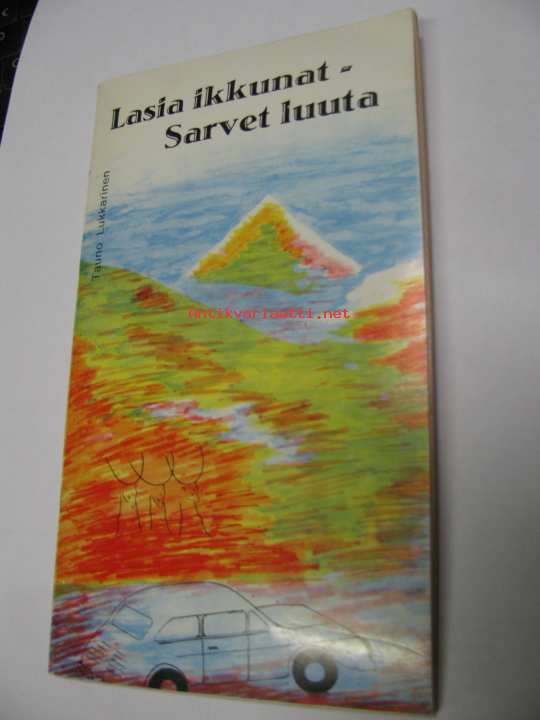 Lasia ikkunat -
Sarvet luuta
Tauno Lukkarinen
antikvariaatti.net